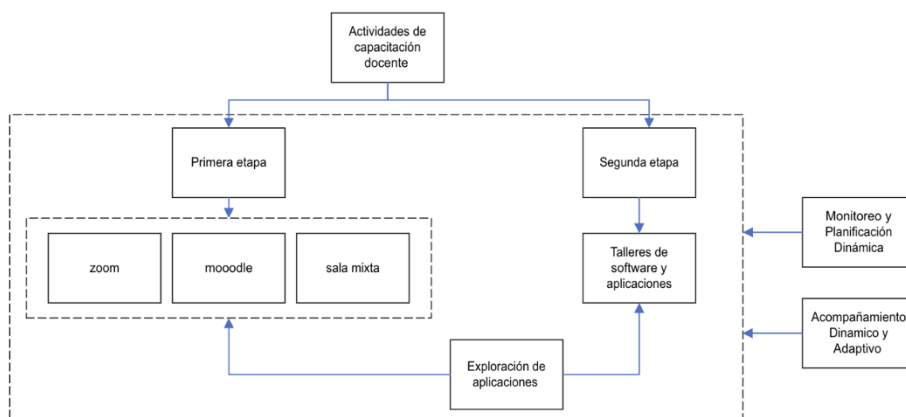 Actividades de
capacitación
docente
Primera etapa
Segunda etapa
Monitoreo y
Planificación
Dinámica
zoom
mooodle
sala mixta
Talleres de
software y
aplicaciones
Acompañamiento
Dinamico y
Adaptivo
Exploración de
aplicaciones